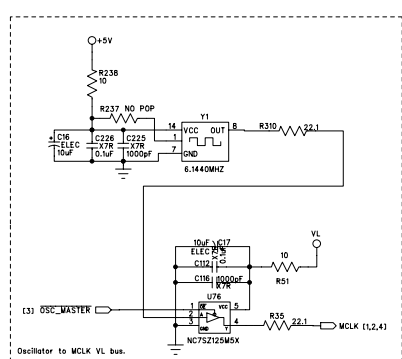 +5V
R238
10
R237 NO POP
Y1
14 VCC OUT 8
1
7 GND
6.1440MHZ
R310 22.1
C16
ELEC
10uF
C226
X7R
0.1uF
C225
X7R
1000pF
10uF C17
ELEC
X7R
0.1uF
C112
C116 1000pF
X7R
VL
10
R51
U76
[3] OSC_MASTER
1 OE VCC 5
2 A
3 GND Y 4
NC7SZ125M5X
R35 22.1
MCLK [1,2,4]
Oscillator to MCLK VL bus.